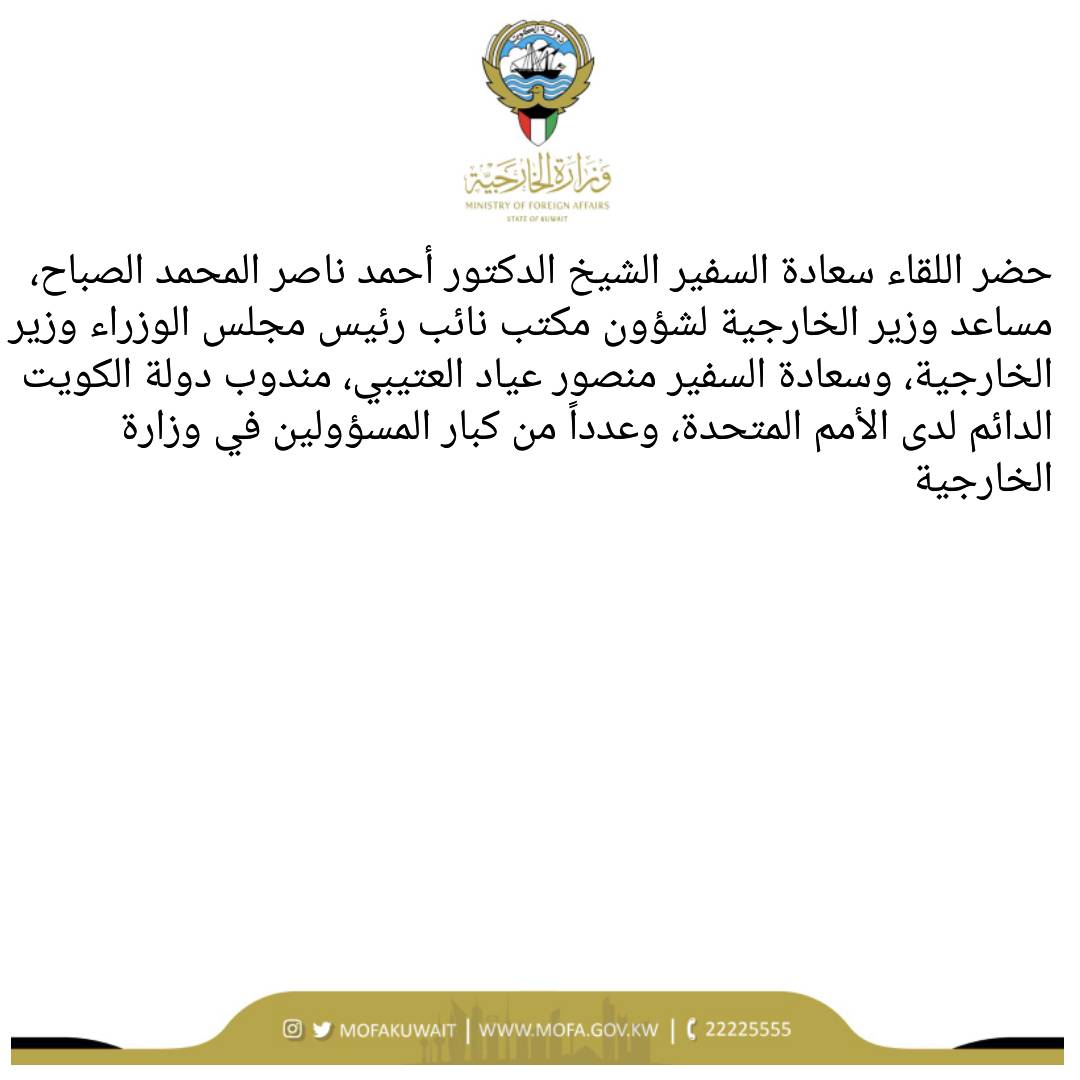 دولة الكويت
وزارة الخارجية
MINISTRY OF FOREIGN AFFAIRS
STATE OF KUWAIT
حضر اللقاء سعادة السفير الشيخ الدكتور أحمد ناصر المحمد الصباح،
مساعد وزير الخارجية لشؤون مكتب نائب رئيس مجلس الوزراء وزير
الخارجية، وسعادة السفير منصور عياد العتيبي، مندوب دولة الكويت
الدائم لدى الأمم المتحدة، وعدداً من كبار المسؤولين في وزارة
الخارجية
MOFAKUWAIT | WWW.MOFA.GOV.KW | 22225555